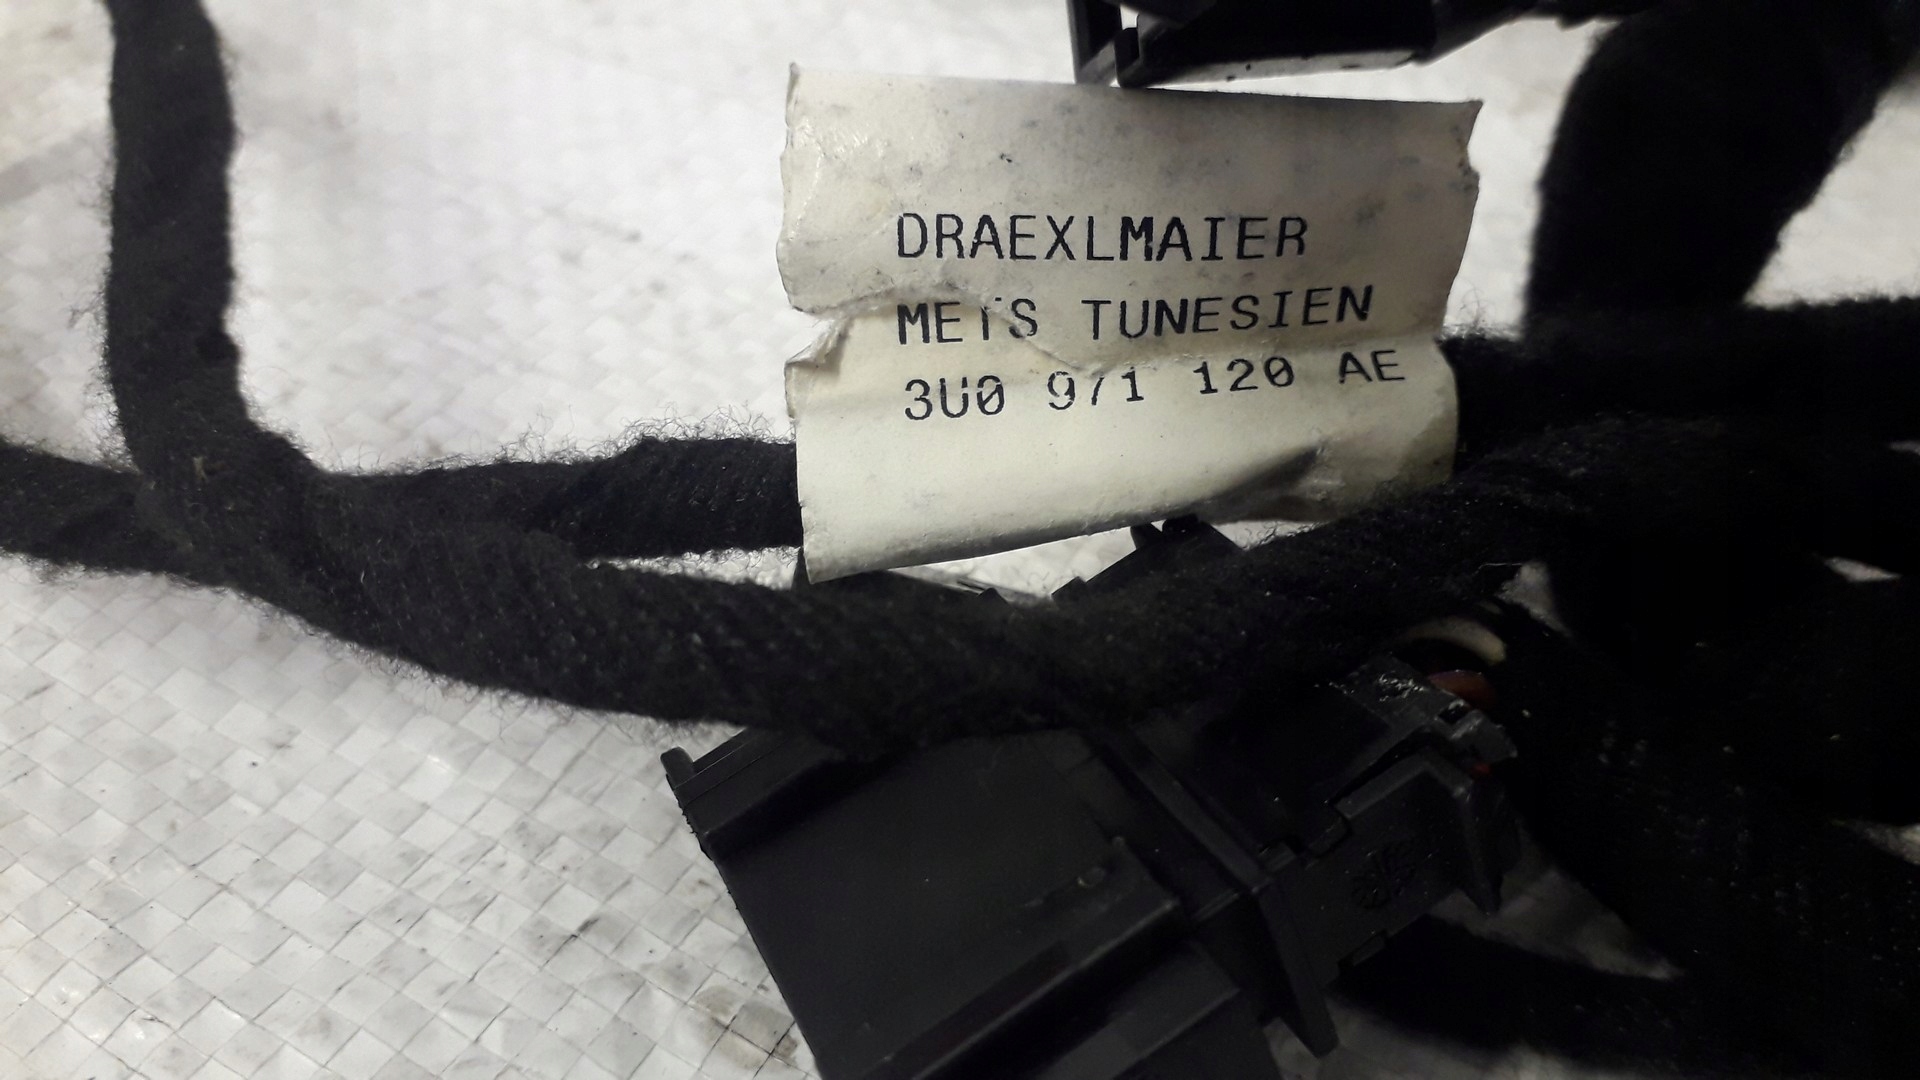 DRAEXLMAIER
METS TUNESIEN
3U0 971 120 AE